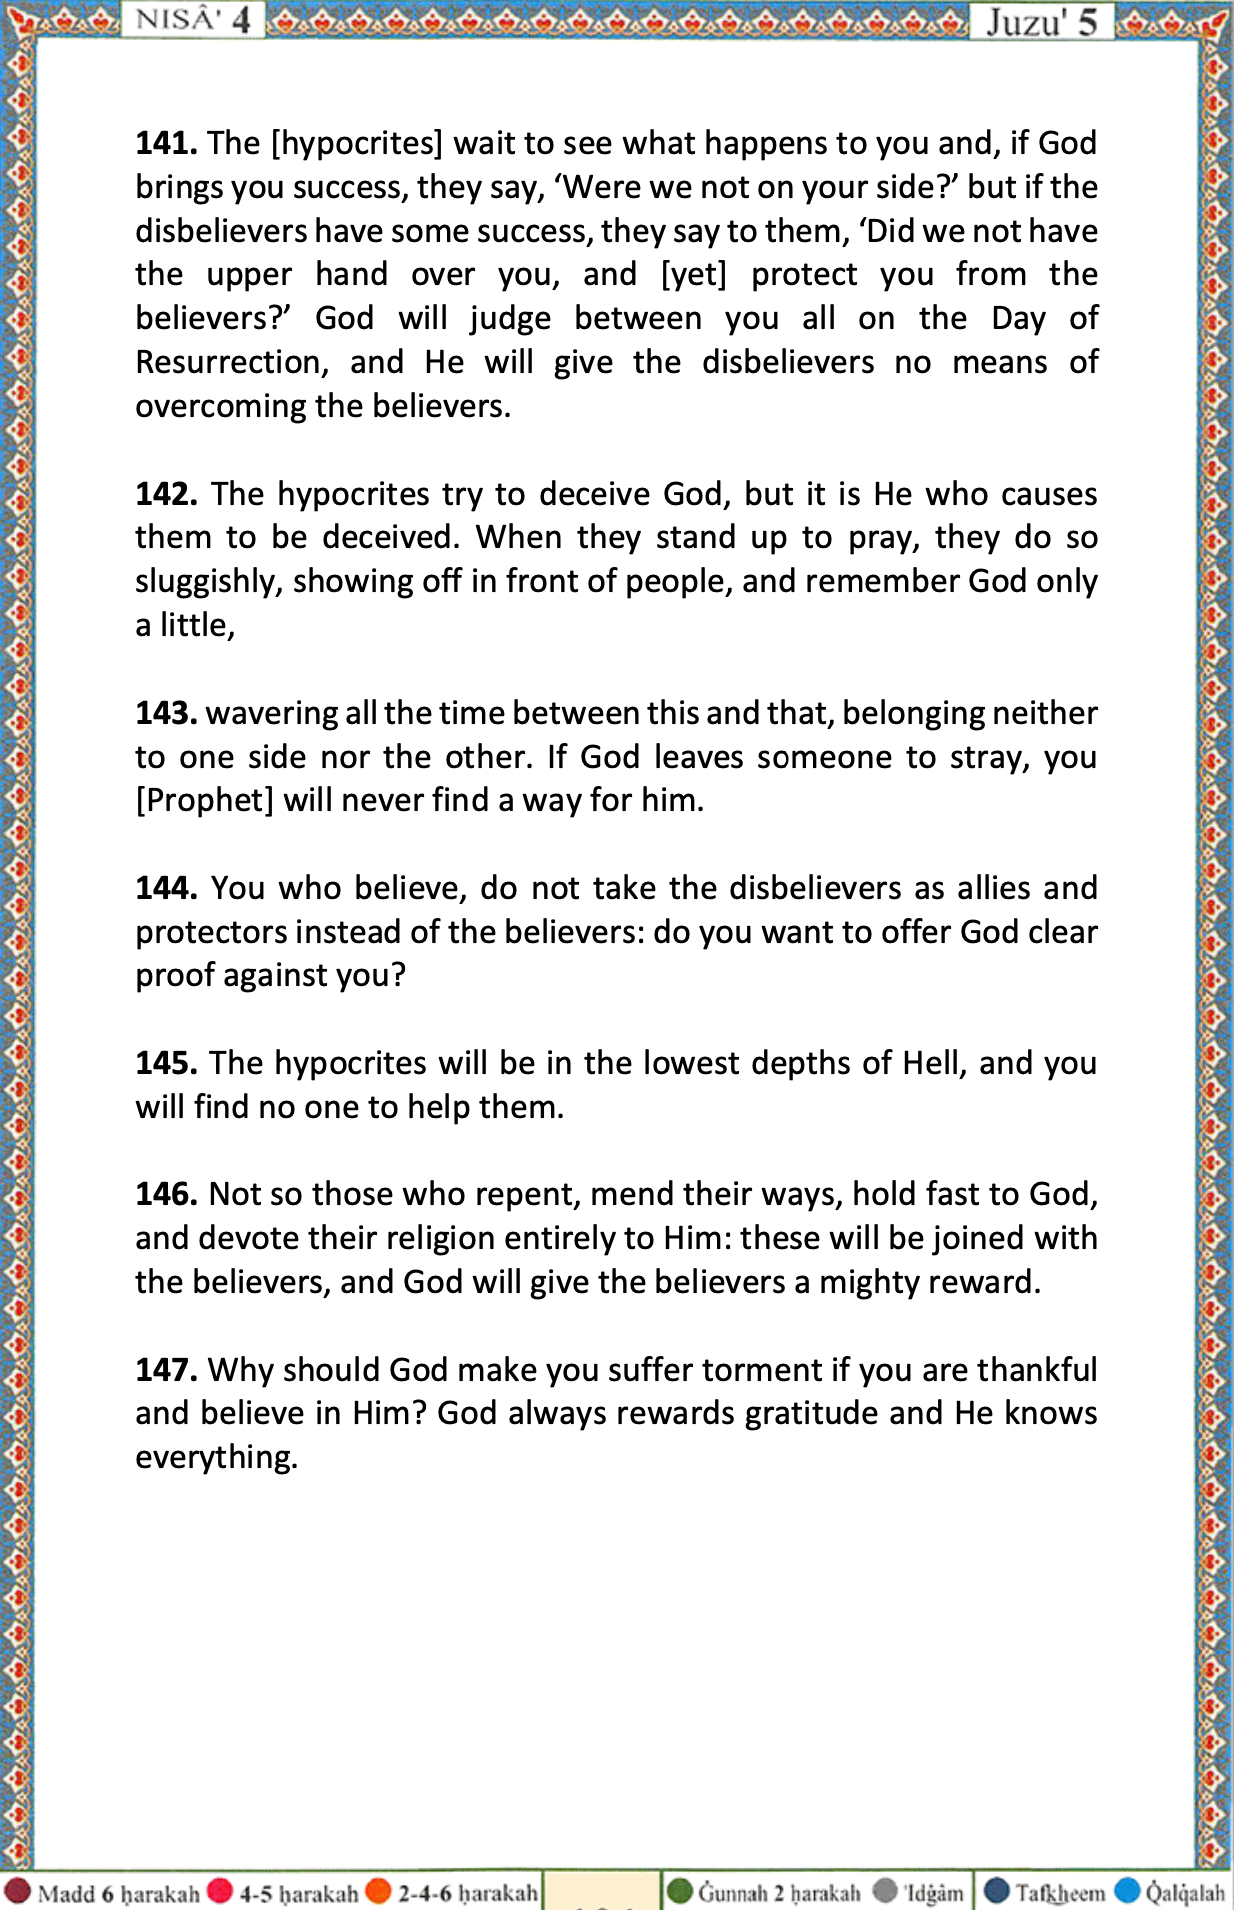 NISÂ' 4 Juzu' 5
141. The [hypocrites] wait to see what happens to you and, if God
brings you success, they say, ‘Were we not on your side?’ but if the
disbelievers have some success, they say to them, ‘Did we not have
the upper hand over you, and [yet] protect you from the
believers?’ God will judge between you all on the Day of
Resurrection, and He will give the disbelievers no means of
overcoming the believers.
142. The hypocrites try to deceive God, but it is He who causes
them to be deceived. When they stand up to pray, they do so
sluggishly, showing off in front of people, and remember God only
a little,
143. wavering all the time between this and that, belonging neither
to one side nor the other. If God leaves someone to stray, you
[Prophet] will never find a way for him.
144. You who believe, do not take the disbelievers as allies and
protectors instead of the believers: do you want to offer God clear
proof against you?
145. The hypocrites will be in the lowest depths of Hell, and you
will find no one to help them.
146. Not so those who repent, mend their ways, hold fast to God,
and devote their religion entirely to Him: these will be joined with
the believers, and God will give the believers a mighty reward.
147. Why should God make you suffer torment if you are thankful
and believe in Him? God always rewards gratitude and He knows
everything.
Madd 6 ḥarakah 4-5 ḥarakah 2-4-6 ḥarakah Ġunnah 2 ḥarakah 'Idġâm Tafkheem Q̇alq̇alah